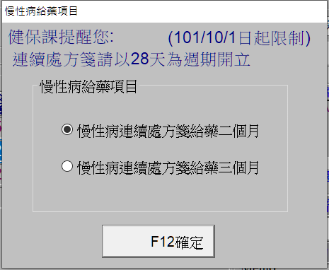 慢性病給藥項目
健保課提醒您: (101/10/1日起限制)
連續處方箋請以28天為週期開立
慢性病給藥項目
慢性病連續處方箋給藥二個月
慢性病連續處方箋給藥三個月
F12確定